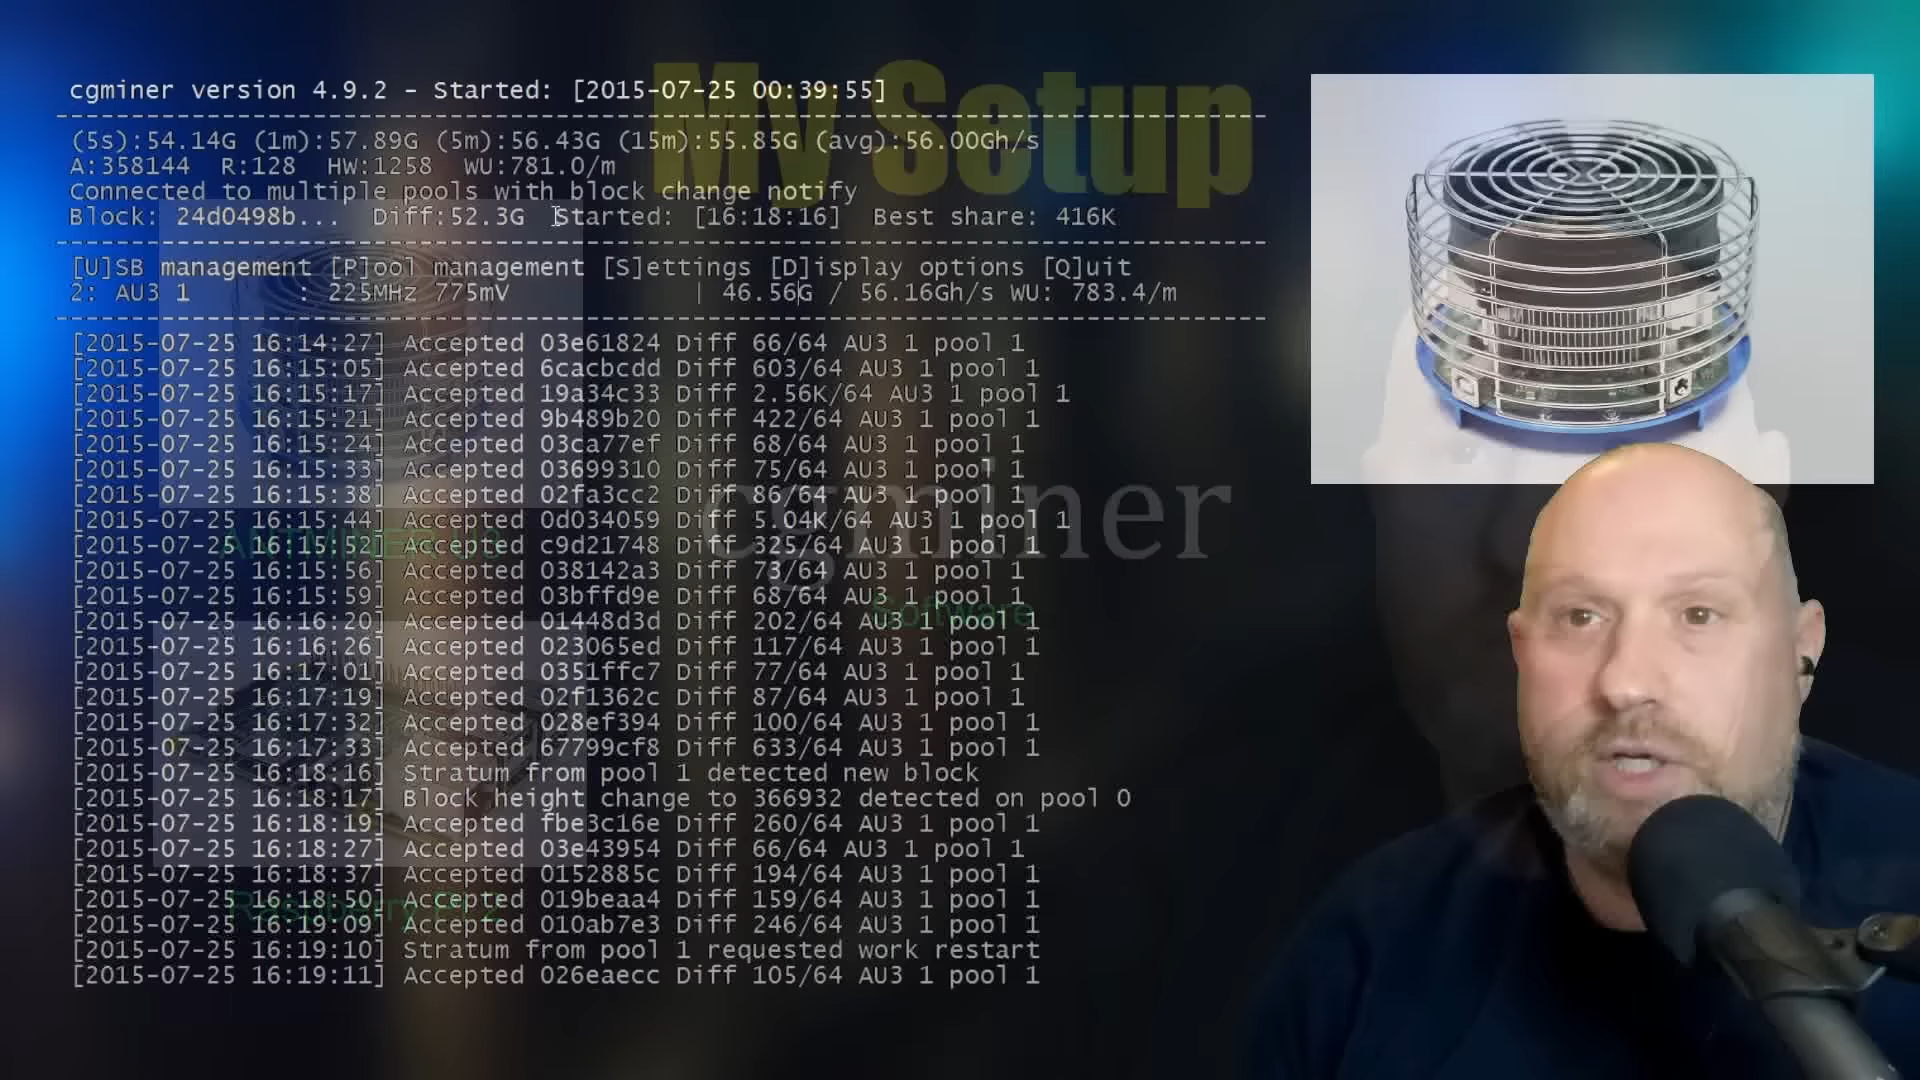 My Setup
cgminer version 4.9.2 - Started: [2015-07-25 00:39:55]
(5s):54.14G (1m):57.89G (5m):56.43G (15m):55.85G (avg):56.00Gh/s
A:358144 R:128 HW:1258 WU:781.0/m
Connected to multiple pools with block change notify
Block: 24d0498b... Diff:52.3G Started: [16:18:16] Best share: 416K
[U]SB management [P]ool management [S]ettings [D]isplay options [Q]uit
2: AU3 1 : 225MHz 775mV | 46.56G / 56.16Gh/s WU: 783.4/m
[2015-07-25 16:14:27] Accepted 03e61824 Diff 66/64 AU3 1 pool 1
[2015-07-25 16:15:05] Accepted 6cacbcdd Diff 603/64 AU3 1 pool 1
[2015-07-25 16:15:17] Accepted 19a34c33 Diff 2.56K/64 AU3 1 pool 1
[2015-07-25 16:15:21] Accepted 9b489b20 Diff 422/64 AU3 1 pool 1
[2015-07-25 16:15:24] Accepted 03ca77ef Diff 68/64 AU3 1 pool 1
[2015-07-25 16:15:33] Accepted 03699310 Diff 75/64 AU3 1 pool 1
[2015-07-25 16:15:38] Accepted 02fa3cc2 Diff 86/64 AU3 1 pool 1
[2015-07-25 16:15:44] Accepted 0d034059 Diff 5.04K/64 AU3 1 pool 1
[2015-07-25 16:15:52] Accepted c9d21748 Diff 325/64 AU3 1 pool 1
[2015-07-25 16:15:56] Accepted 038142a3 Diff 73/64 AU3 1 pool 1
[2015-07-25 16:15:59] Accepted 03bffd9e Diff 68/64 AU3 1 pool 1
[2015-07-25 16:16:20] Accepted 01448d3d Diff 202/64 AU3 1 pool 1
[2015-07-25 16:16:26] Accepted 023065ed Diff 117/64 AU3 1 pool 1
[2015-07-25 16:17:01] Accepted 0351ffc7 Diff 77/64 AU3 1 pool 1
[2015-07-25 16:17:19] Accepted 02f1362c Diff 87/64 AU3 1 pool 1
[2015-07-25 16:17:32] Accepted 028ef394 Diff 100/64 AU3 1 pool 1
[2015-07-25 16:17:33] Accepted 67799cf8 Diff 633/64 AU3 1 pool 1
[2015-07-25 16:18:16] Stratum from pool 1 detected new block
[2015-07-25 16:18:17] Block height change to 366932 detected on pool 0
[2015-07-25 16:18:19] Accepted fbe3c16e Diff 260/64 AU3 1 pool 1
[2015-07-25 16:18:27] Accepted 03e43954 Diff 66/64 AU3 1 pool 1
[2015-07-25 16:18:37] Accepted 0152885c Diff 194/64 AU3 1 pool 1
[2015-07-25 16:18:50] Accepted 019beaa4 Diff 159/64 AU3 1 pool 1
[2015-07-25 16:19:09] Accepted 010ab7e3 Diff 246/64 AU3 1 pool 1
[2015-07-25 16:19:10] Stratum from pool 1 requested work restart
[2015-07-25 16:19:11] Accepted 026eaecc Diff 105/64 AU3 1 pool 1
cgminer
ANTMINER U3
Software
Raspberry Pi 2